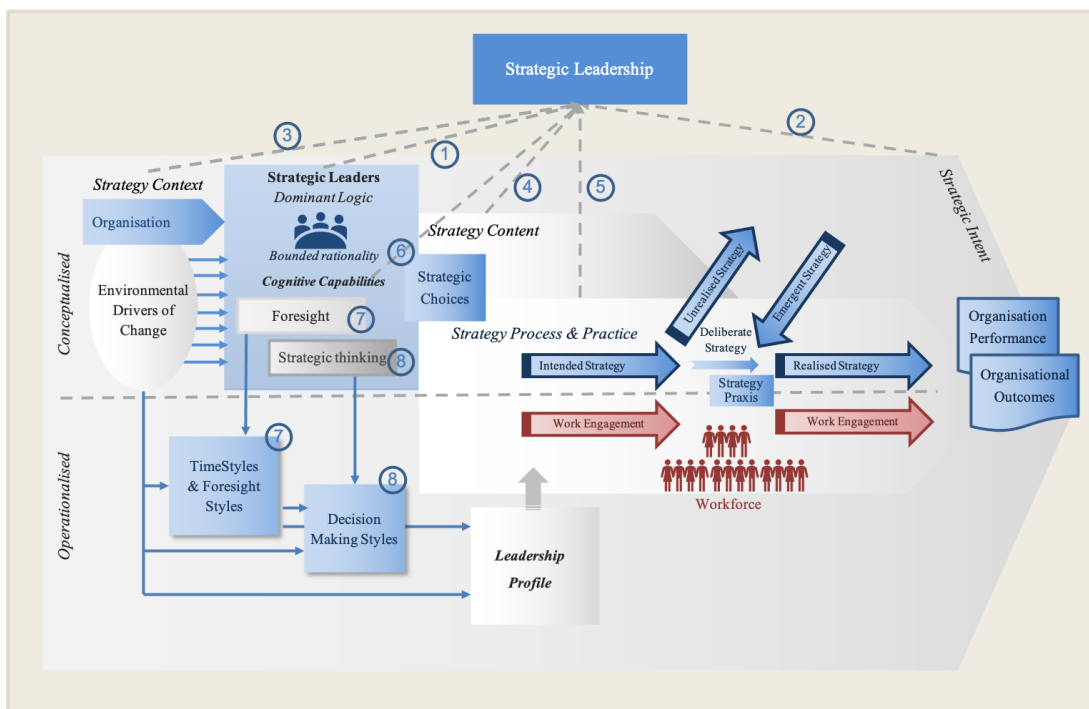 Strategic Leadership
3
1
2
4
5
Strategy Context
Strategic Leaders
Dominant Logic
Organisation
Bounded rationality
Cognitive Capabilities
6
Strategy Content
Strategic
Choices
Unrealised Strategy
Emergent Strategy
Strategic Intent
Conceptualised
Environmental
Drivers of
Change
Foresight
7
Strategic thinking
8
Strategy Process & Practice
Deliberate
Strategy
Intended Strategy
Realised Strategy
Strategy
Praxis
Organisation
Performance
Organisational
Outcomes
Operationalised
Work Engagement
Work Engagement
Workforce
7
TimeStyles
& Foresight
Styles
8
Decision
Making Styles
Leadership
Profile